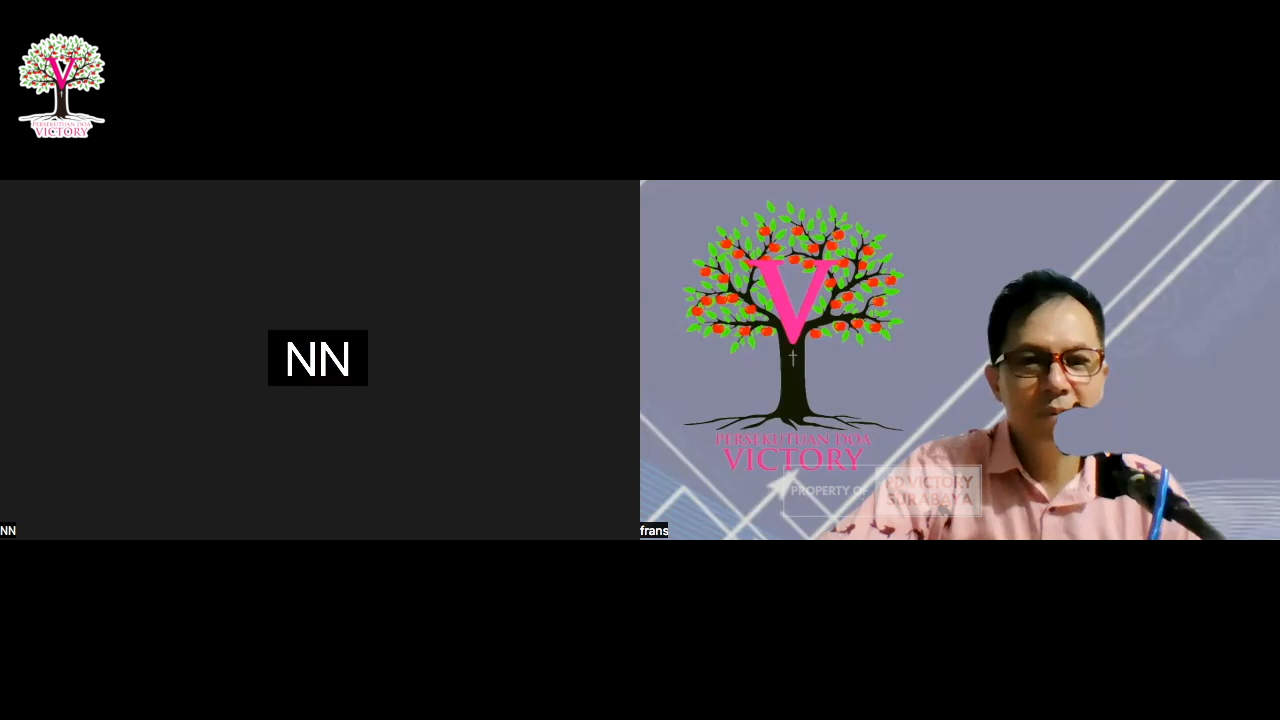 V
PERSEKUTUAN DOA
VICTORY
NN
NN
V
PERSEKUTUAN DOA
VICTORY
PROPERTY OF
PD VICTORY
SURABAYA
frans